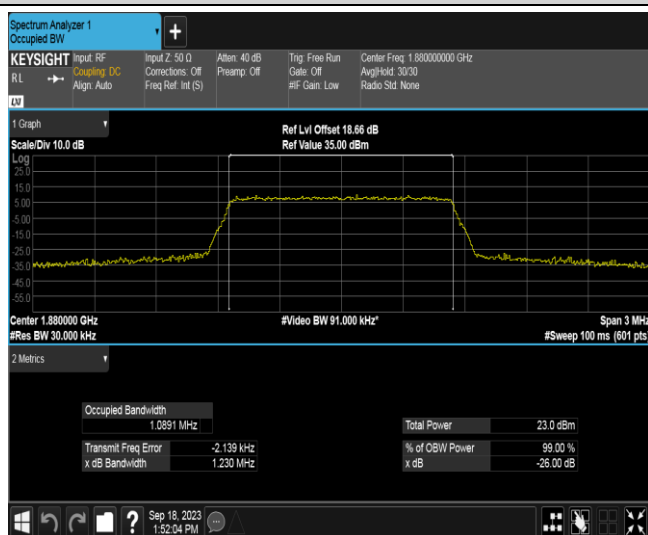 Spectrum Analyzer 1
Occupied BW
+
KEYSIGHT
RL
LXI
Input: RF
Coupling: DC
Align: Auto
Input Z: 50 Ω
Corrections: Off
Freq Ref: Int (S)
Atten: 40 dB
Preamp: Off
Trig: Free Run
Gate: Off
#IF Gain: Low
Center Freq: 1.880000000 GHz
Avg|Hold: 30/30
Radio Std: None
1 Graph
Scale/Div 10.0 dB
Ref Lvl Offset 18.66 dB
Ref Value 35.00 dBm
Log
25.0
15.0
5.00
-5.00
-15.0
-25.0
-35.0
-45.0
-55.0
Center 1.880000 GHz
#Res BW 30.000 kHz
#Video BW 91.000 kHz*
Span 3 MHz
#Sweep 100 ms (601 pts)
2 Metrics
Occupied Bandwidth
1.0891 MHz
Total Power 23.0 dBm
Transmit Freq Error -2.139 kHz
% of OBW Power 99.00 %
x dB Bandwidth 1.230 MHz
x dB -26.00 dB
?
Sep 18, 2023
1:52:04 PM